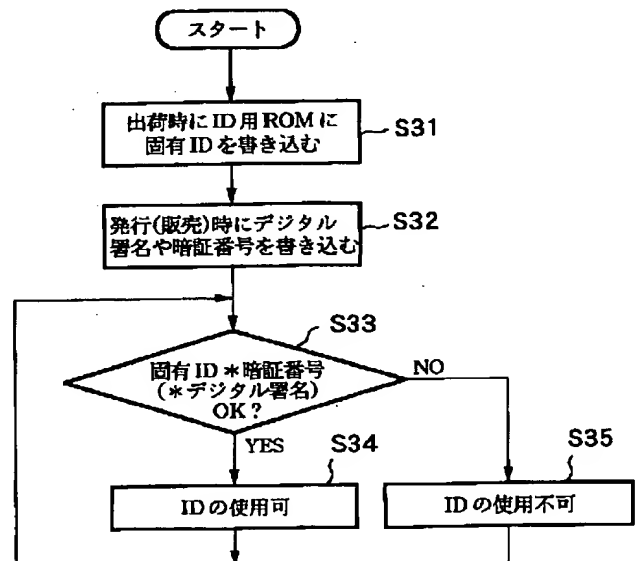 スタート
出荷時にID用ROMに
固有IDを書き込む
S31
発行(販売)時にデジタル
署名や暗証番号を書き込む
S32
S33
固有ID＊暗証番号
(＊デジタル署名)
OK?
NO
YES
S34
IDの使用可
S35
IDの使用不可